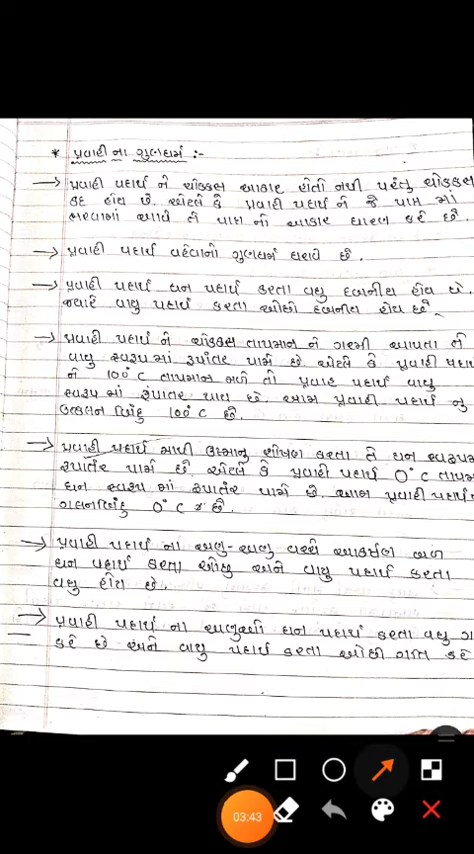 * પ્રવાહી ના ગુણધર્મ :-
→ પ્રવાહી પદાર્થ ને ચોક્કસ આકાર હોતો નથી પરંતુ ચોક્કસ
કદ હોય છે. એટલે કે પ્રવાહી પદાર્થ ને જે પાત્ર માં
ભરવામાં આવે તે પાત્ર નો આકાર ધારણ કરે છે.
→ પ્રવાહી પદાર્થ વહેવાનો ગુણધર્મ ધરાવે છે.
→ પ્રવાહી પદાર્થ ઘન પદાર્થ કરતા વધુ દબનીય હોય છે.
જ્યારે વાયુ પદાર્થ કરતા ઓછો દબનીય હોય છે.
→ પ્રવાહી પદાર્થ ને ચોક્કસ તાપમાન ને ગરમી આપતા તે
વાયુ સ્વરૂપ માં રૂપાંતર પામે છે. એટલે કે પ્રવાહી પદાર્થ
ને 100°C તાપમાન મળે તો પ્રવાહ પદાર્થ વાયુ
સ્વરૂપ માં રૂપાંતર થાય છે. આમ પ્રવાહી પદાર્થ નુ
ઉત્કલન બિંદુ 100°C છે.
→ પ્રવાહી પદાર્થ માથી ઉષ્માનુ શોષણ કરતા તે ઘન સ્વરૂપમ
રૂપાંતર પામે છે. એટલે કે પ્રવાહી પદાર્થ 0°C તાપમ
ઘન સ્વરૂપ માં રૂપાંતર પામે છે. આમ પ્રવાહી પદાર્થ
ગલનબિંદુ 0°C છે.
→ પ્રવાહી પદાર્થ ના અણુ-અણુ વચ્ચે આકર્ષણ બળ
ઘન પદાર્થ કરતા ઓછુ અને વાયુ પદાર્થ કરતા
વધુ હોય છે.
→ પ્રવાહી પદાર્થ ના અણુઓ ઘન પદાર્થ કરતા વધુ ગ
કરે છે અને વાયુ પદાર્થ કરતા ઓછી ગતિ કરે
03:43